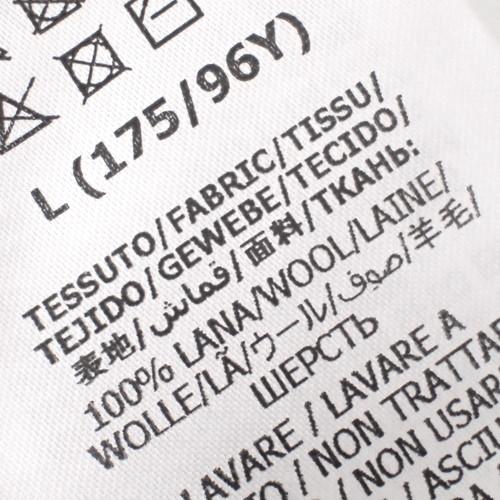 L (175/96Y)
TESSUTO/FABRIC/TISSU/
TEJIDO/GEWEBE/TECIDO/
表地/قماش/面料/ТКАНЬ:
100% LANA/WOOL/LAINE/
WOLLE/LÃ/ウール/صوف/羊毛/
ШЕРСТЬ
LAVARE / LAVARE A
/ NON TRATTAR
/ NON USAR